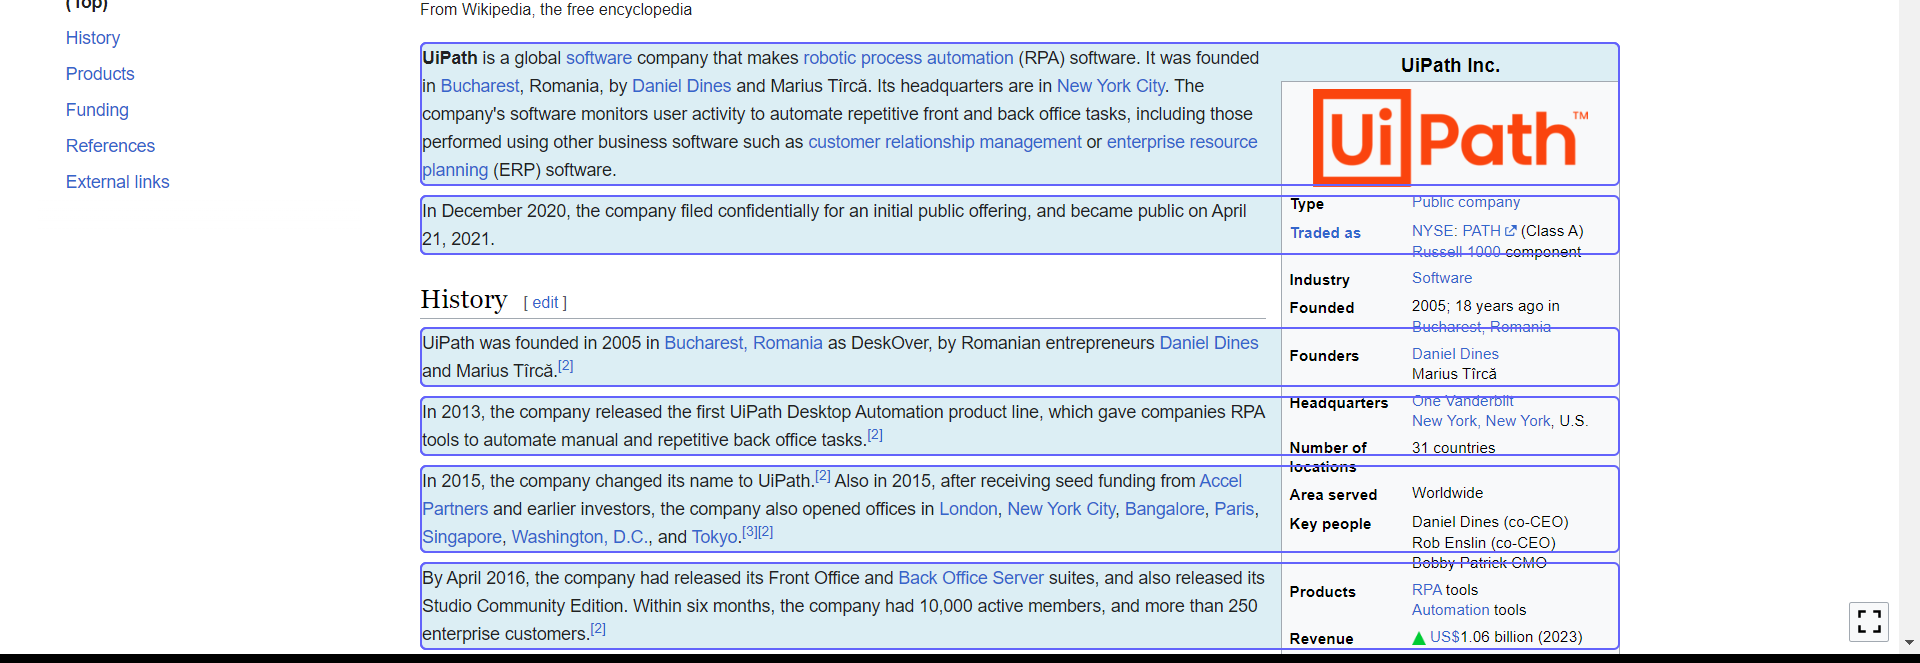 (Top)
History
Products
Funding
References
External links
From Wikipedia, the free encyclopedia
UiPath is a global software company that makes robotic process automation (RPA) software. It was founded
in Bucharest, Romania, by Daniel Dines and Marius Tîrcă. Its headquarters are in New York City. The
company's software monitors user activity to automate repetitive front and back office tasks, including those
performed using other business software such as customer relationship management or enterprise resource
planning (ERP) software.
In December 2020, the company filed confidentially for an initial public offering, and became public on April
21, 2021.
History [ edit ]
UiPath was founded in 2005 in Bucharest, Romania as DeskOver, by Romanian entrepreneurs Daniel Dines
and Marius Tîrcă.[2]
In 2013, the company released the first UiPath Desktop Automation product line, which gave companies RPA
tools to automate manual and repetitive back office tasks.[2]
In 2015, the company changed its name to UiPath.[2] Also in 2015, after receiving seed funding from Accel
Partners and earlier investors, the company also opened offices in London, New York City, Bangalore, Paris,
Singapore, Washington, D.C., and Tokyo.[3][2]
By April 2016, the company had released its Front Office and Back Office Server suites, and also released its
Studio Community Edition. Within six months, the company had 10,000 active members, and more than 250
enterprise customers.[2]
UiPath Inc.
Ui Path™
Type Public company
Traded as NYSE: PATH (Class A)
Russell 1000 component
Industry Software
Founded 2005; 18 years ago in
Bucharest, Romania
Founders Daniel Dines
Marius Tîrcă
Headquarters One Vanderbilt
New York, New York, U.S.
Number of 31 countries
locations
Area served Worldwide
Key people Daniel Dines (co-CEO)
Rob Enslin (co-CEO)
Bobby Patrick CMO
Products RPA tools
Automation tools
Revenue ▲ US$1.06 billion (2023)